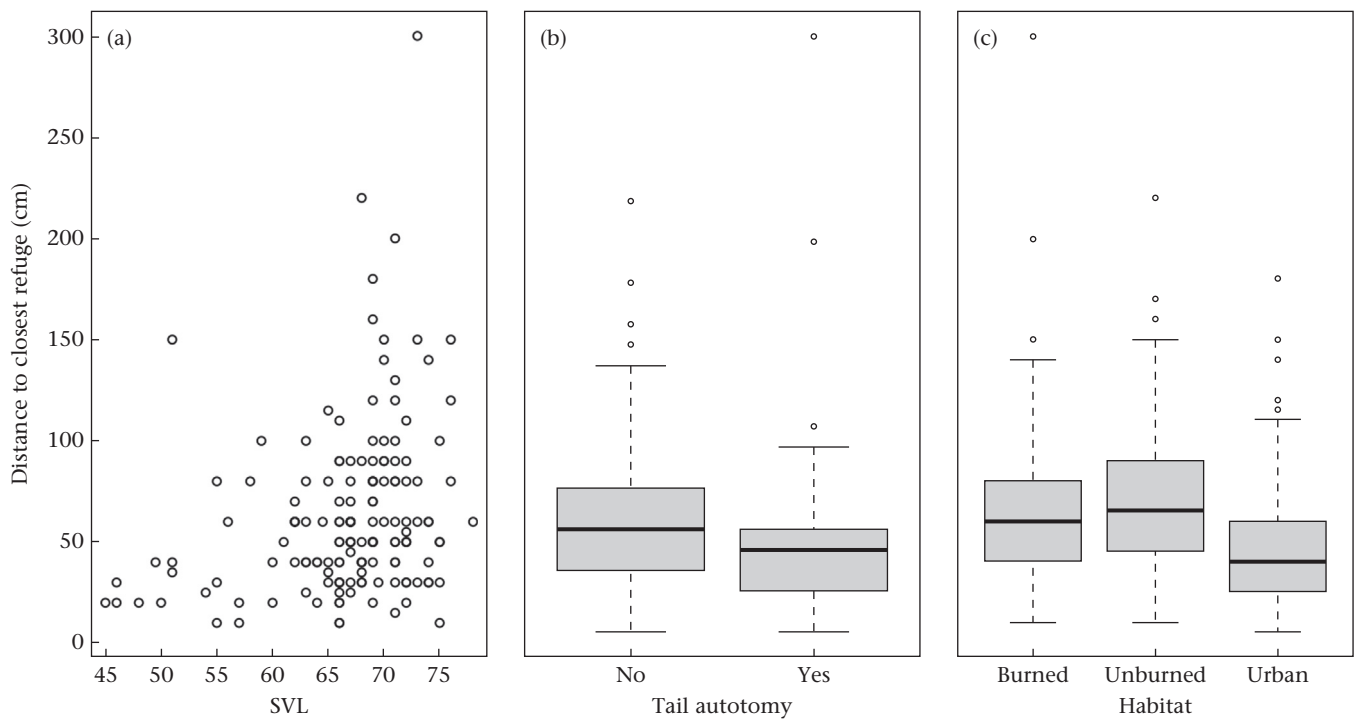 (a)
(b)
(c)
Distance to closest refuge (cm)
300
250
200
150
100
50
0
45 50 55 60 65 70 75
SVL
No Yes
Tail autotomy
Burned Unburned Urban
Habitat